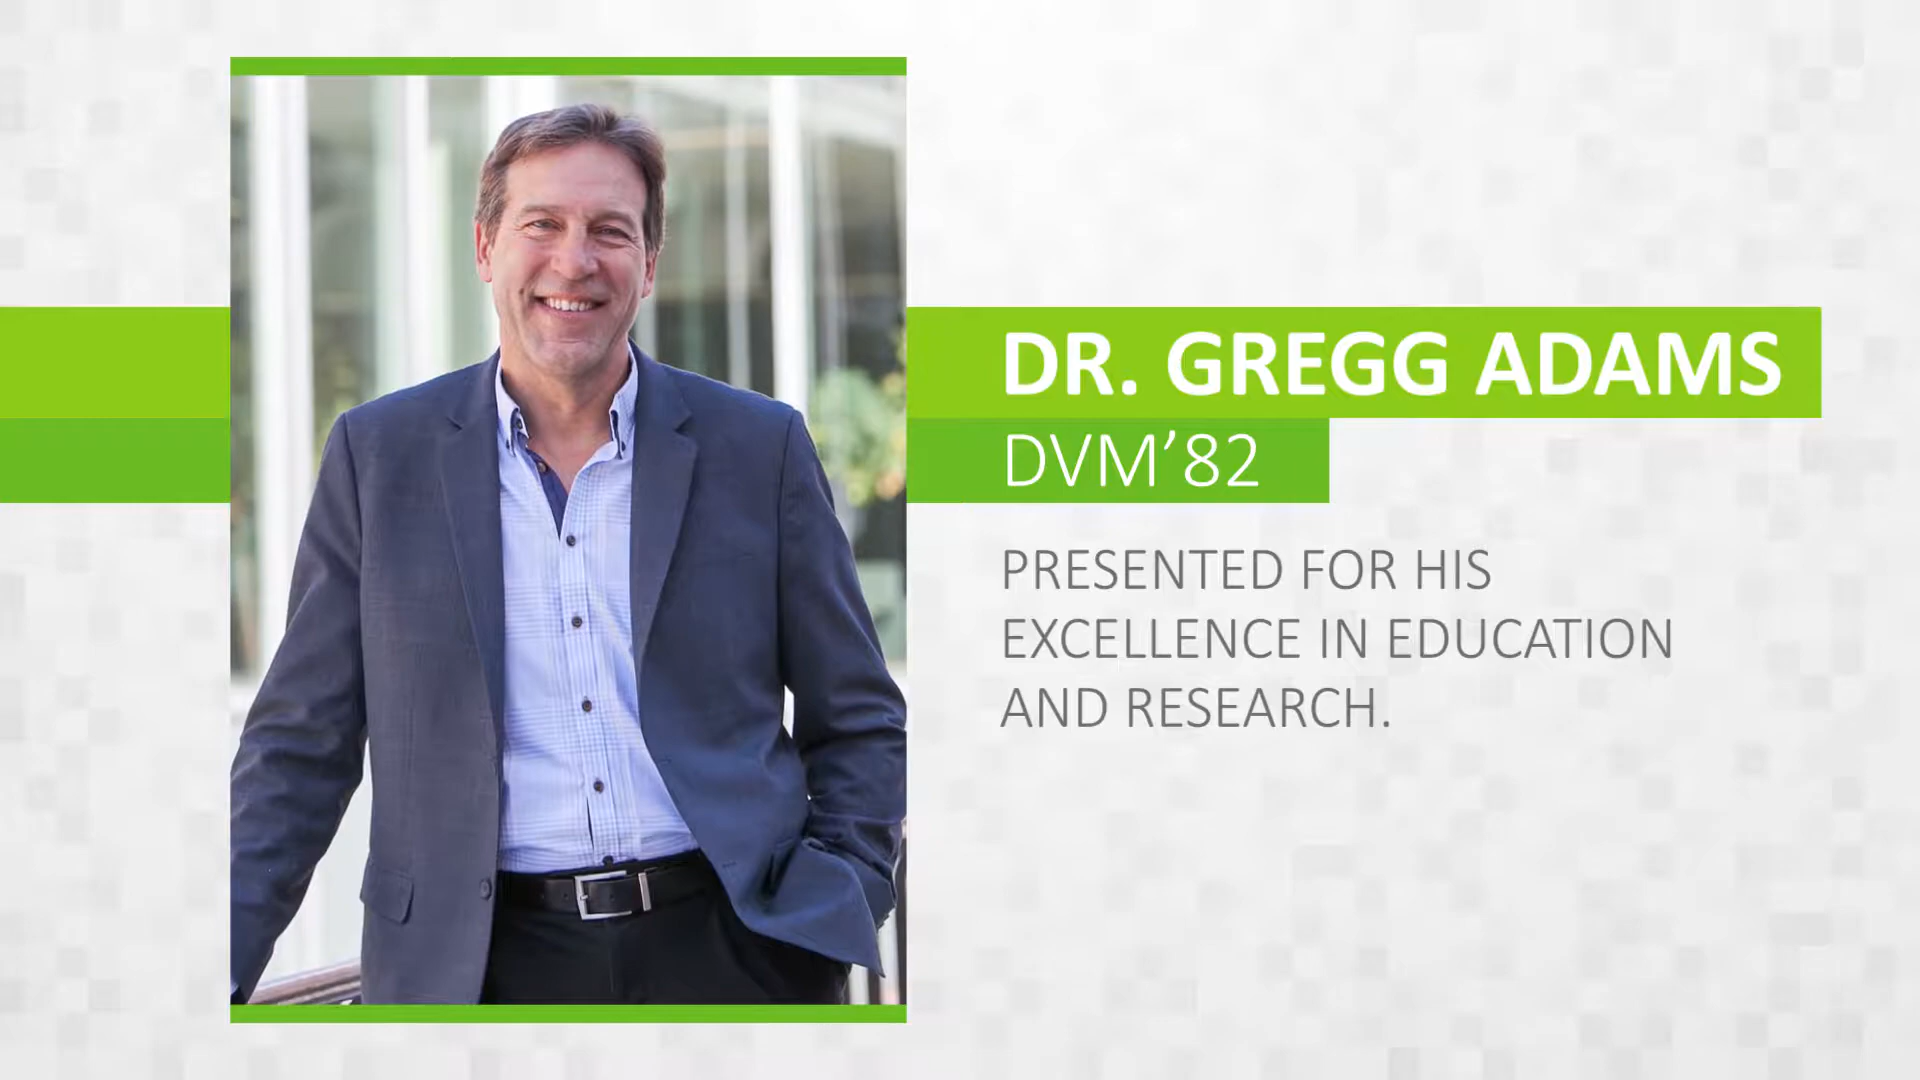 DR. GREGG ADAMS
DVM’82
PRESENTED FOR HIS
EXCELLENCE IN EDUCATION
AND RESEARCH.